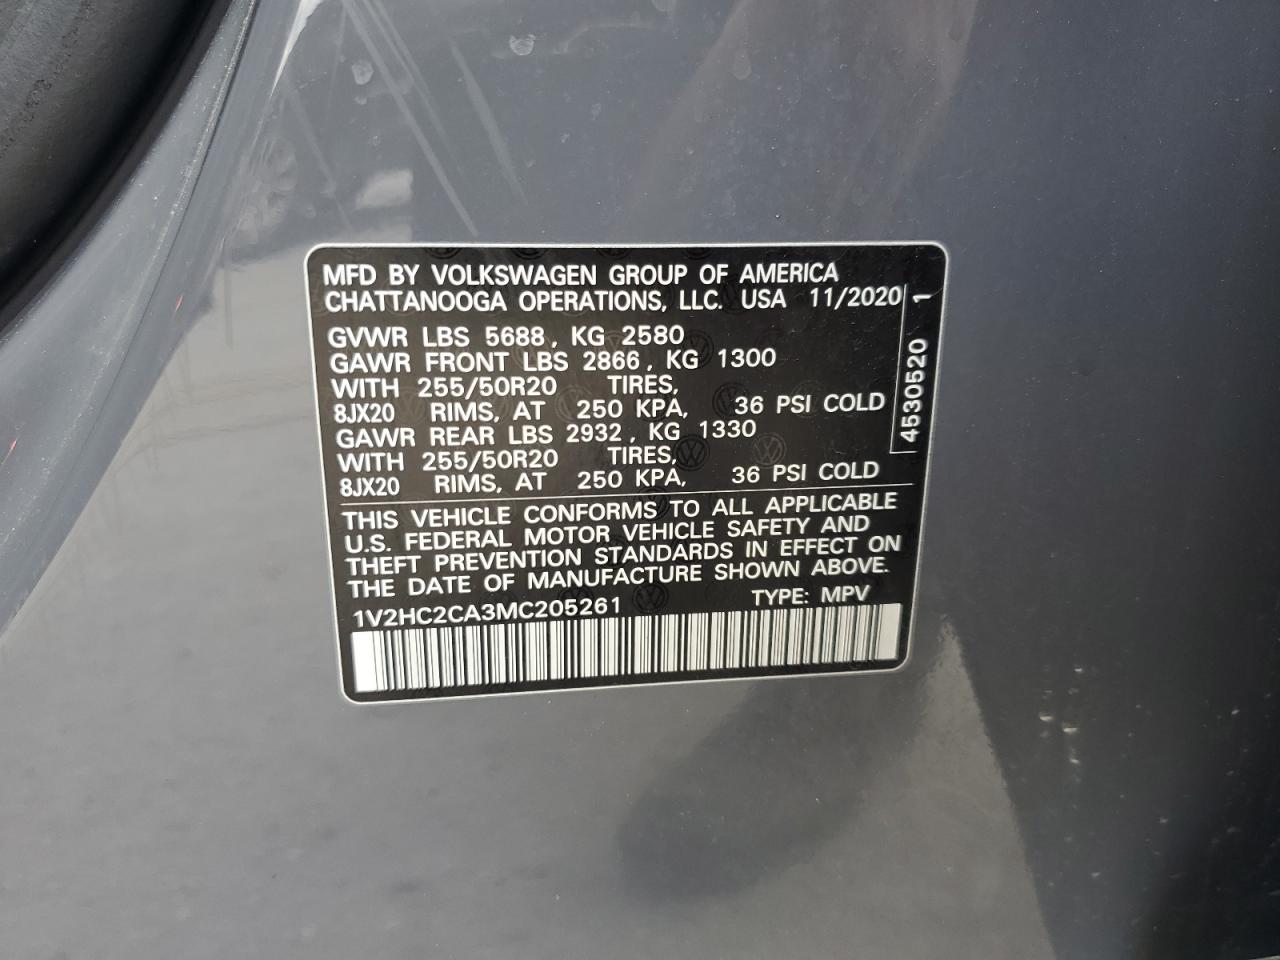 MFD BY VOLKSWAGEN GROUP OF AMERICA
CHATTANOOGA OPERATIONS, LLC. USA 11/2020
GVWR LBS 5688, KG 2580
GAWR FRONT LBS 2866, KG 1300
WITH 255/50R20 TIRES,
8JX20 RIMS, AT 250 KPA, 36 PSI COLD
GAWR REAR LBS 2932, KG 1330
WITH 255/50R20 TIRES,
8JX20 RIMS, AT 250 KPA, 36 PSI COLD
THIS VEHICLE CONFORMS TO ALL APPLICABLE
U.S. FEDERAL MOTOR VEHICLE SAFETY AND
THEFT PREVENTION STANDARDS IN EFFECT ON
THE DATE OF MANUFACTURE SHOWN ABOVE.
1V2HC2CA3MC205261 TYPE: MPV
4530520 1